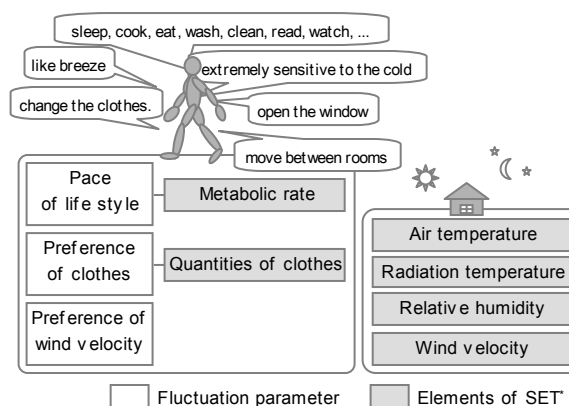 sleep, cook, eat, wash, clean, read, watch, ...
like breeze
extremely sensitive to the cold
change the clothes.
open the window
move between rooms
Pace
of life style
Metabolic rate
Preference
of clothes
Quantities of clothes
Preference of
wind velocity
Air temperature
Radiation temperature
Relative humidity
Wind velocity
Fluctuation parameter
Elements of SET*